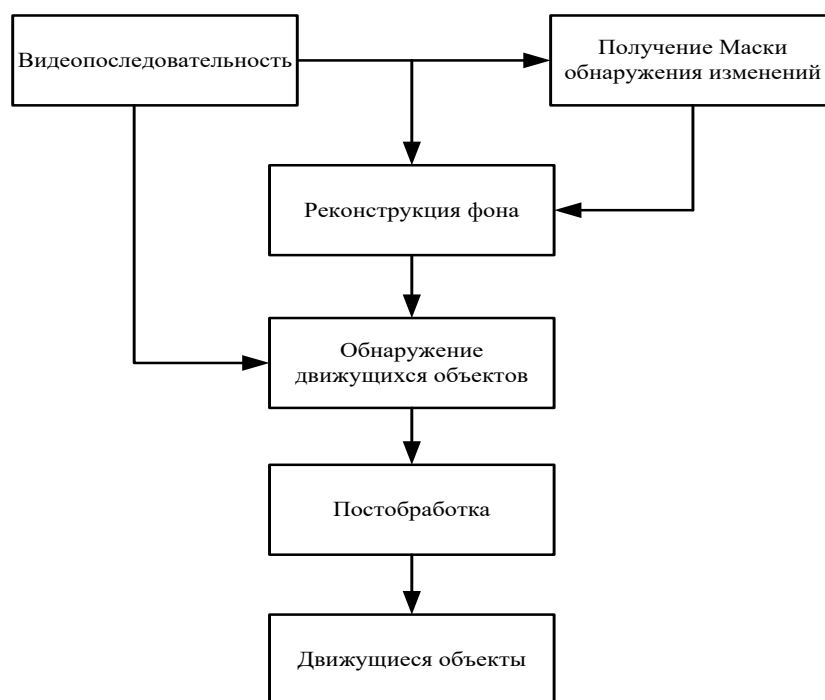 Видеопоследовательность
Получение Маски
обнаружения изменений
Реконструкция фона
Обнаружение
движущихся объектов
Постобработка
Движущиеся объекты